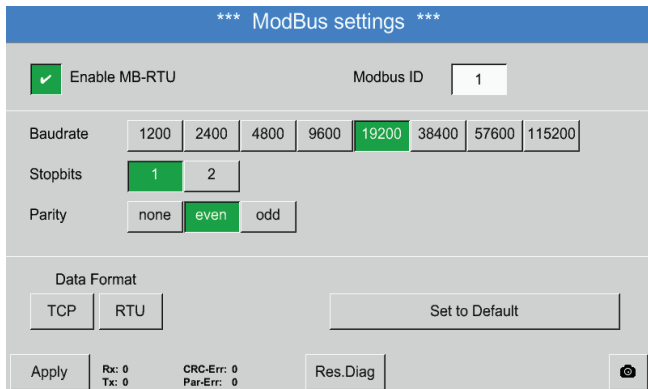 *** ModBus settings ***
✔ Enable MB-RTU Modbus ID 1
Baudrate 1200 2400 4800 9600 19200 38400 57600 115200
Stopbits 1 2
Parity none even odd
Data Format
TCP RTU Set to Default
Apply Rx: 0 CRC-Err: 0 Res.Diag
Tx: 0 Par-Err: 0